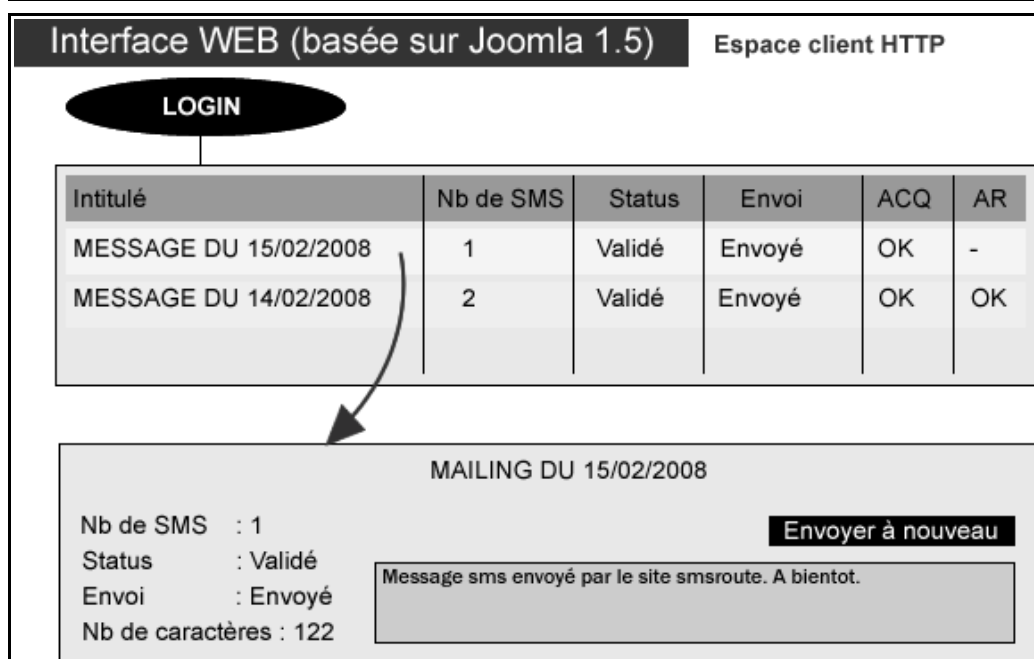 Interface WEB (basée sur Joomla 1.5) Espace client HTTP
LOGIN
Intitulé Nb de SMS Status Envoi ACQ AR
MESSAGE DU 15/02/2008 1 Validé Envoyé OK -
MESSAGE DU 14/02/2008 2 Validé Envoyé OK OK
MAILING DU 15/02/2008
Nb de SMS : 1
Envoyer à nouveau
Status : Validé
Message sms envoyé par le site smsroute. A bientot.
Envoi : Envoyé
Nb de caractères : 122